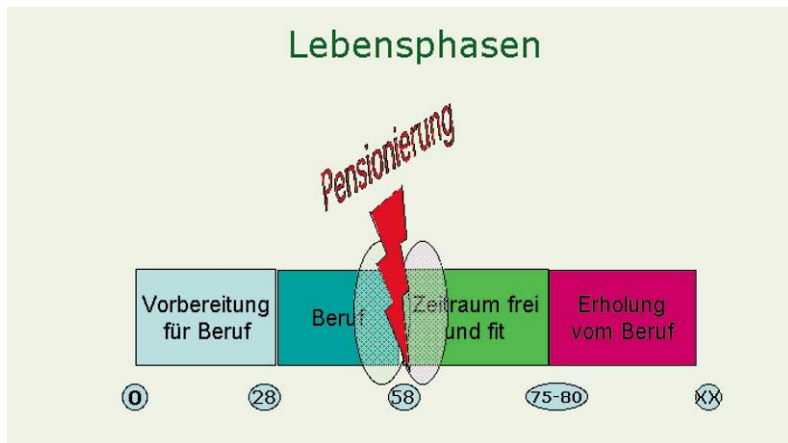 Lebensphasen
Pensionierung
Vorbereitung
für Beruf
Beruf
Zeitraum frei
und fit
Erholung
vom Beruf
0
28
58
75-80
XX